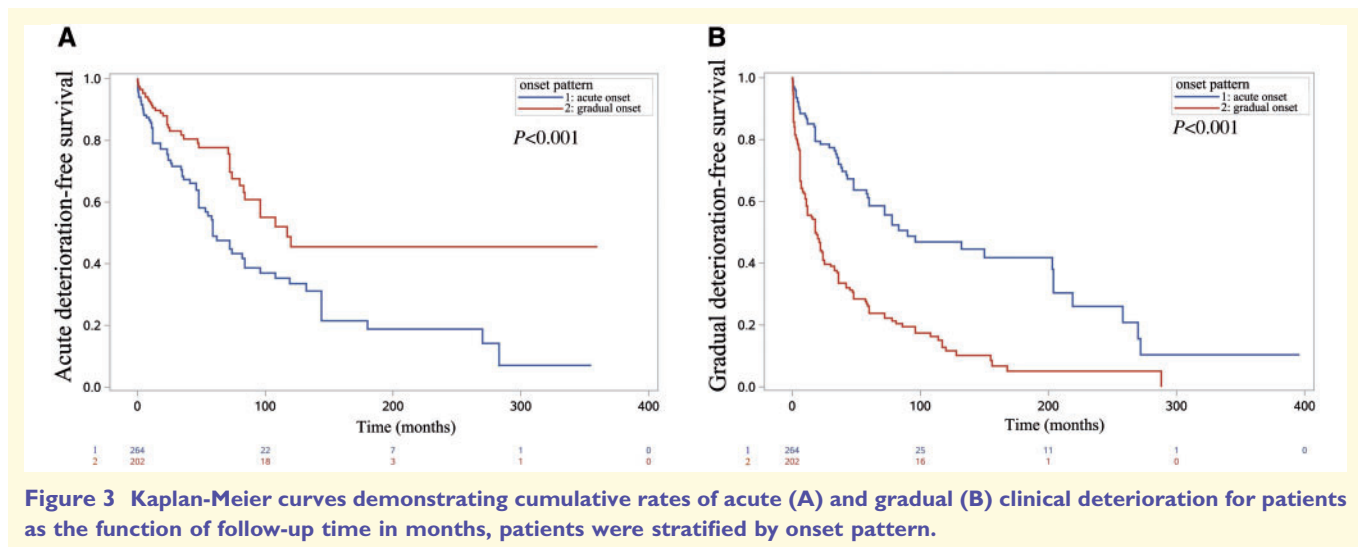 A
Acute deterioration-free survival
1.0
0.8
0.6
0.4
0.2
0.0
onset pattern
1: acute onset
2: gradual onset
P<0.001
0 100 200 300 400
Time (months)
1 264 22 7 1 0
2 202 18 3 1 0
B
Gradual deterioration-free survival
1.0
0.8
0.6
0.4
0.2
0.0
onset pattern
1: acute onset
2: gradual onset
P<0.001
0 100 200 300 400
Time (months)
1 264 25 11 1 0
2 202 16 1 0
Figure 3 Kaplan-Meier curves demonstrating cumulative rates of acute (A) and gradual (B) clinical deterioration for patients
as the function of follow-up time in months, patients were stratified by onset pattern.